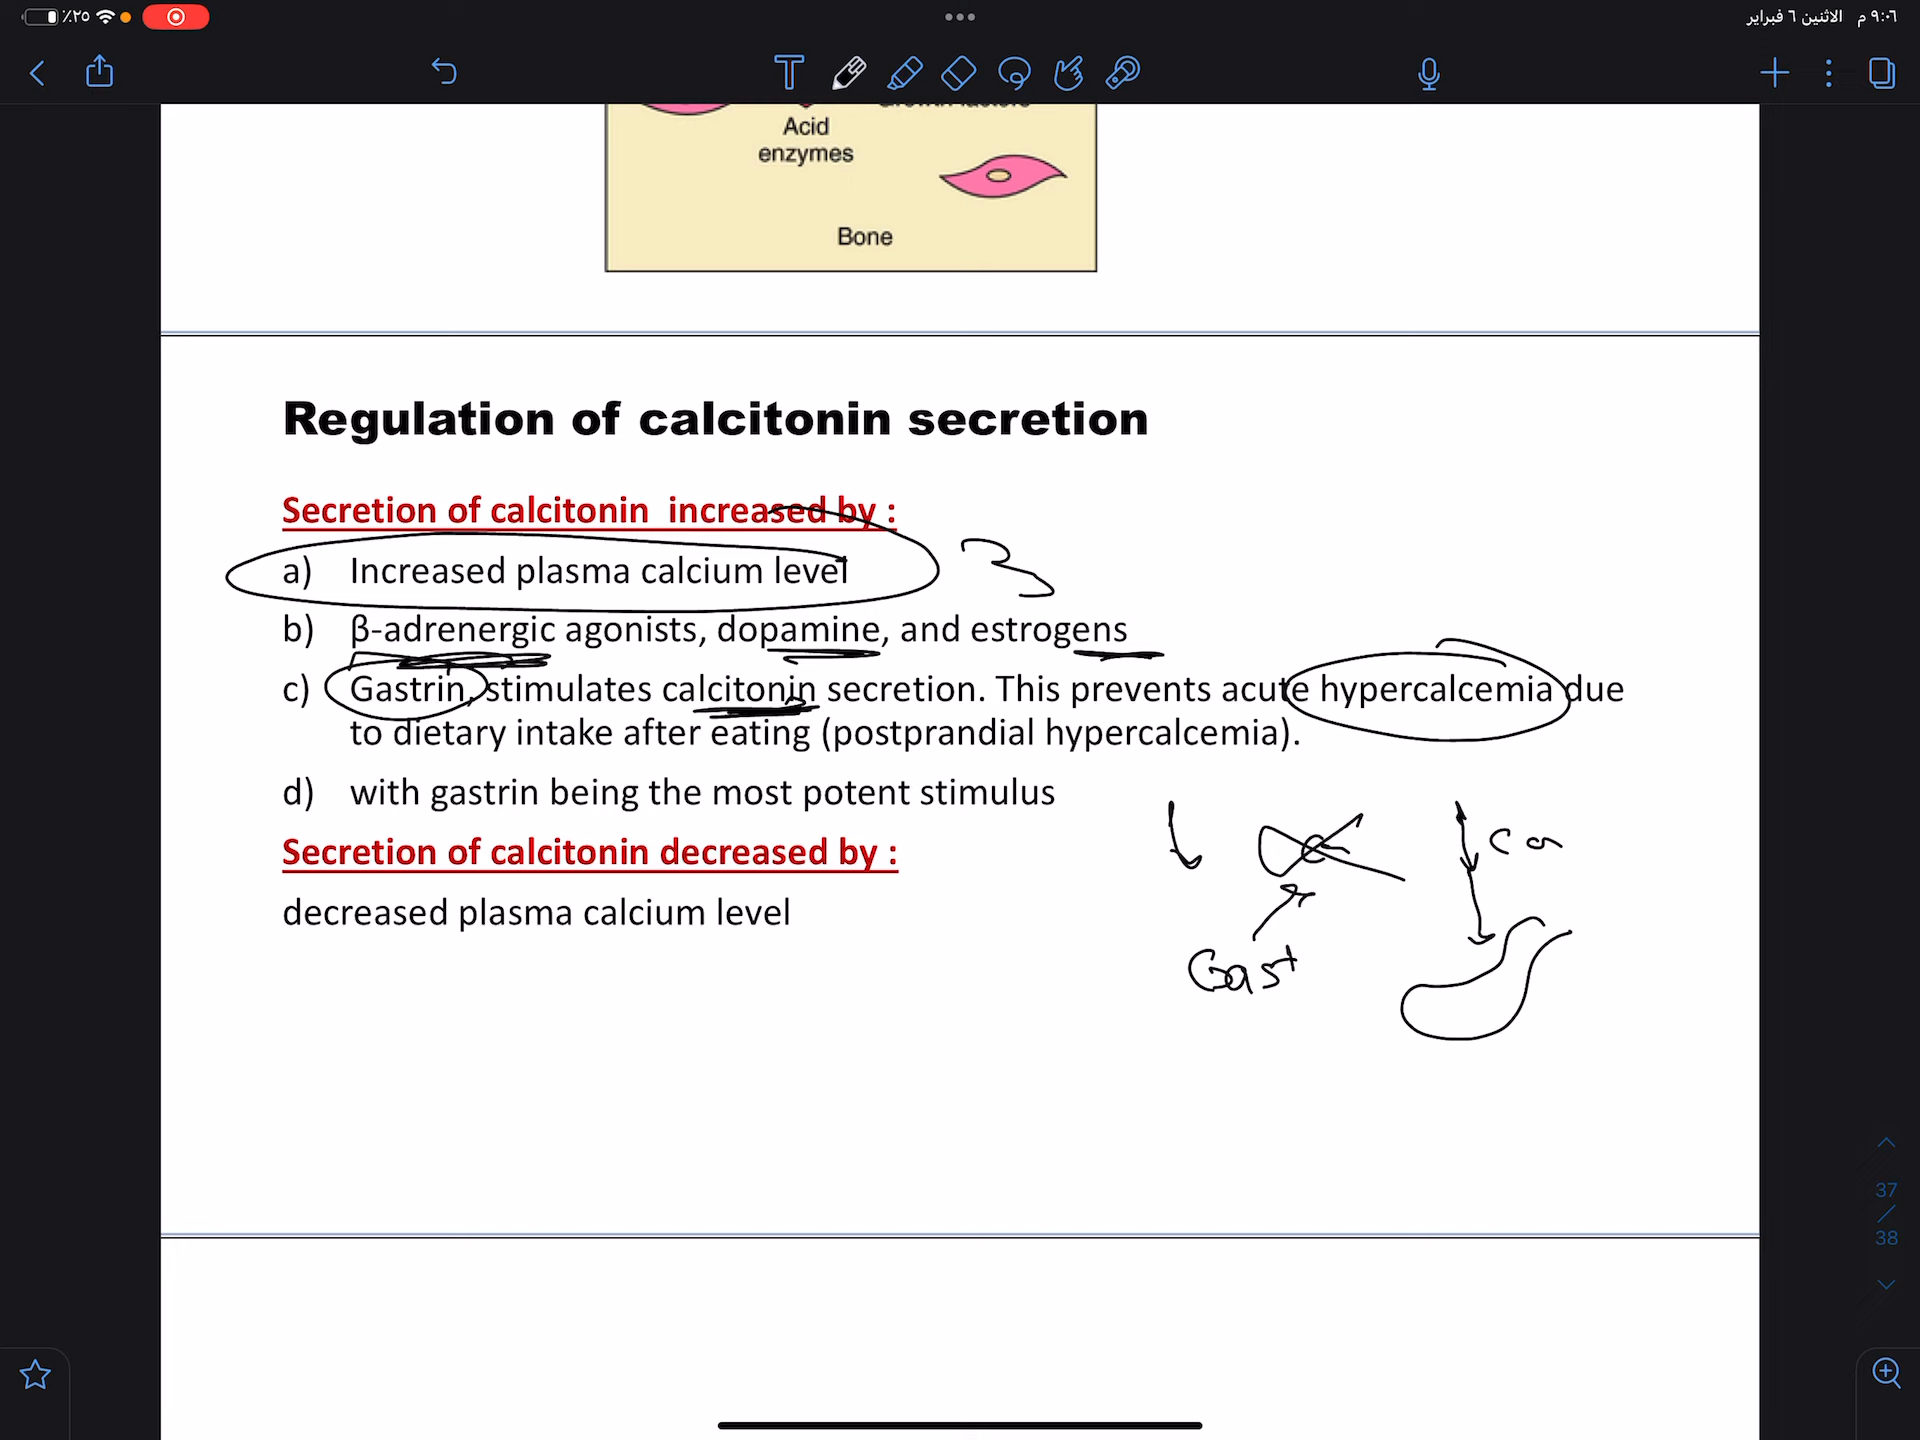 ٩:٠٦ م الاثنين ٦ فبراير
٪٢٥
Acid
enzymes
Bone
Regulation of calcitonin secretion
Secretion of calcitonin increased by :
a) Increased plasma calcium level
b) β-adrenergic agonists, dopamine, and estrogens
c) Gastrin, stimulates calcitonin secretion. This prevents acute hypercalcemia due
to dietary intake after eating (postprandial hypercalcemia).
d) with gastrin being the most potent stimulus
Secretion of calcitonin decreased by :
decreased plasma calcium level
Ca
Gast
37
/
38